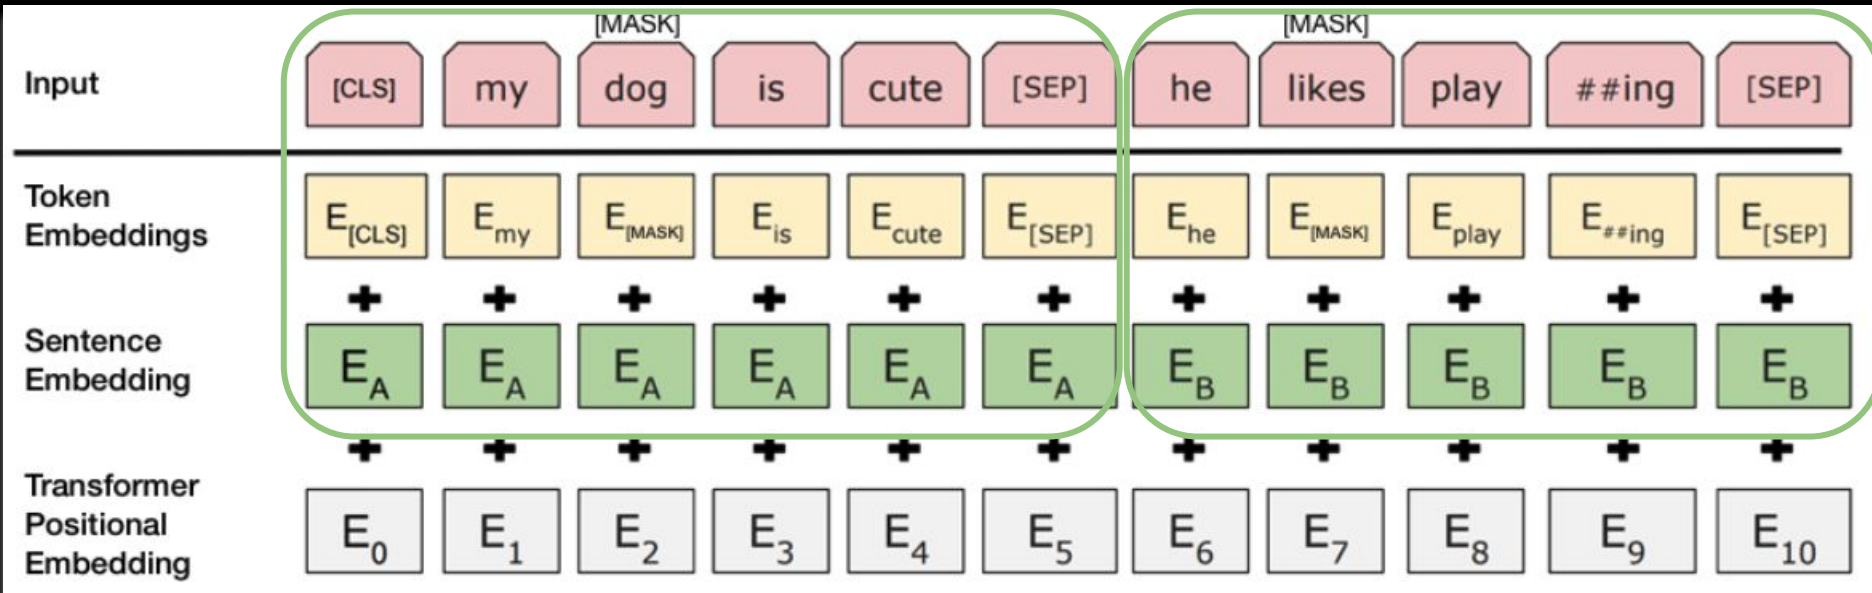 [MASK] [MASK]
Input [CLS] my dog is cute [SEP] he likes play ##ing [SEP]
Token Embeddings E[CLS] Emy E[MASK] Eis Ecute E[SEP] Ehe E[MASK] Eplay E##ing E[SEP]
+ + + + + + + + + + +
Sentence Embedding EA EA EA EA EA EA EB EB EB EB EB
+ + + + + + + + + + +
Transformer Positional Embedding E0 E1 E2 E3 E4 E5 E6 E7 E8 E9 E10